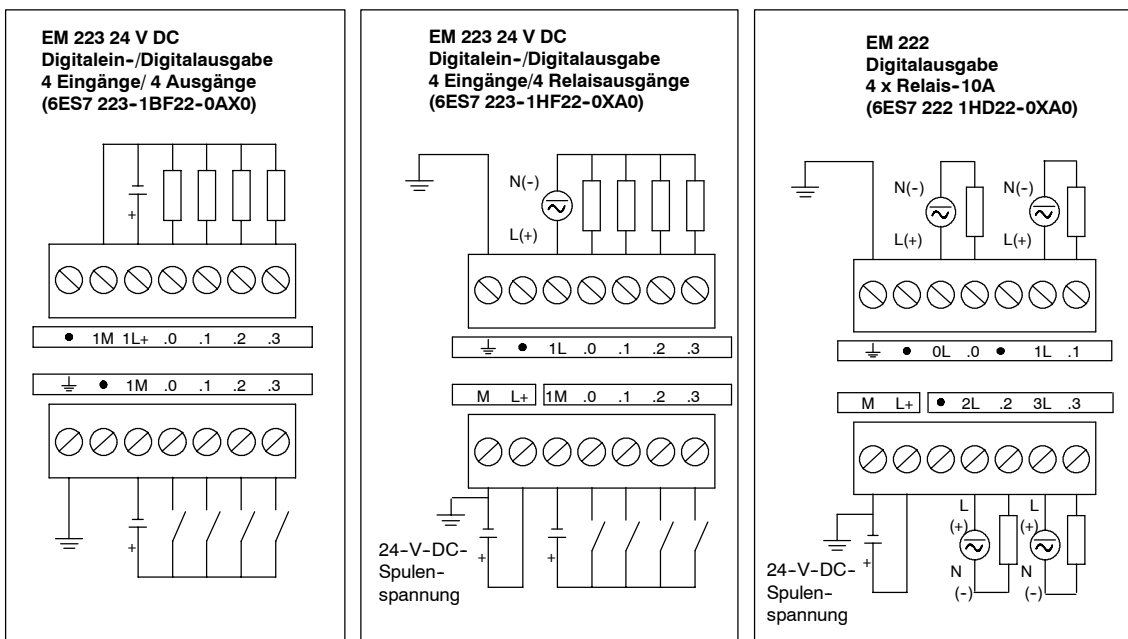 EM 223 24 V DC
Digitalein-/Digitalausgabe
4 Eingänge/ 4 Ausgänge
(6ES7 223-1BF22-0AX0)
+
● 1M 1L+ .0 .1 .2 .3
⏚ ● 1M .0 .1 .2 .3
+
EM 223 24 V DC
Digitalein-/Digitalausgabe
4 Eingänge/4 Relaisausgänge
(6ES7 223-1HF22-0XA0)
N(-)
L(+)
⏚ ● 1L .0 .1 .2 .3
M L+ 1M .0 .1 .2 .3
+ +
24-V-DC-
Spulen-
spannung
EM 222
Digitalausgabe
4 x Relais-10A
(6ES7 222 1HD22-0XA0)
N(-) N(-)
L(+) L(+)
⏚ ● 0L .0 ● 1L .1
M L+ ● 2L .2 3L .3
L L
(+) (+)
+
N N
(-) (-)
24-V-DC-
Spulen-
spannung